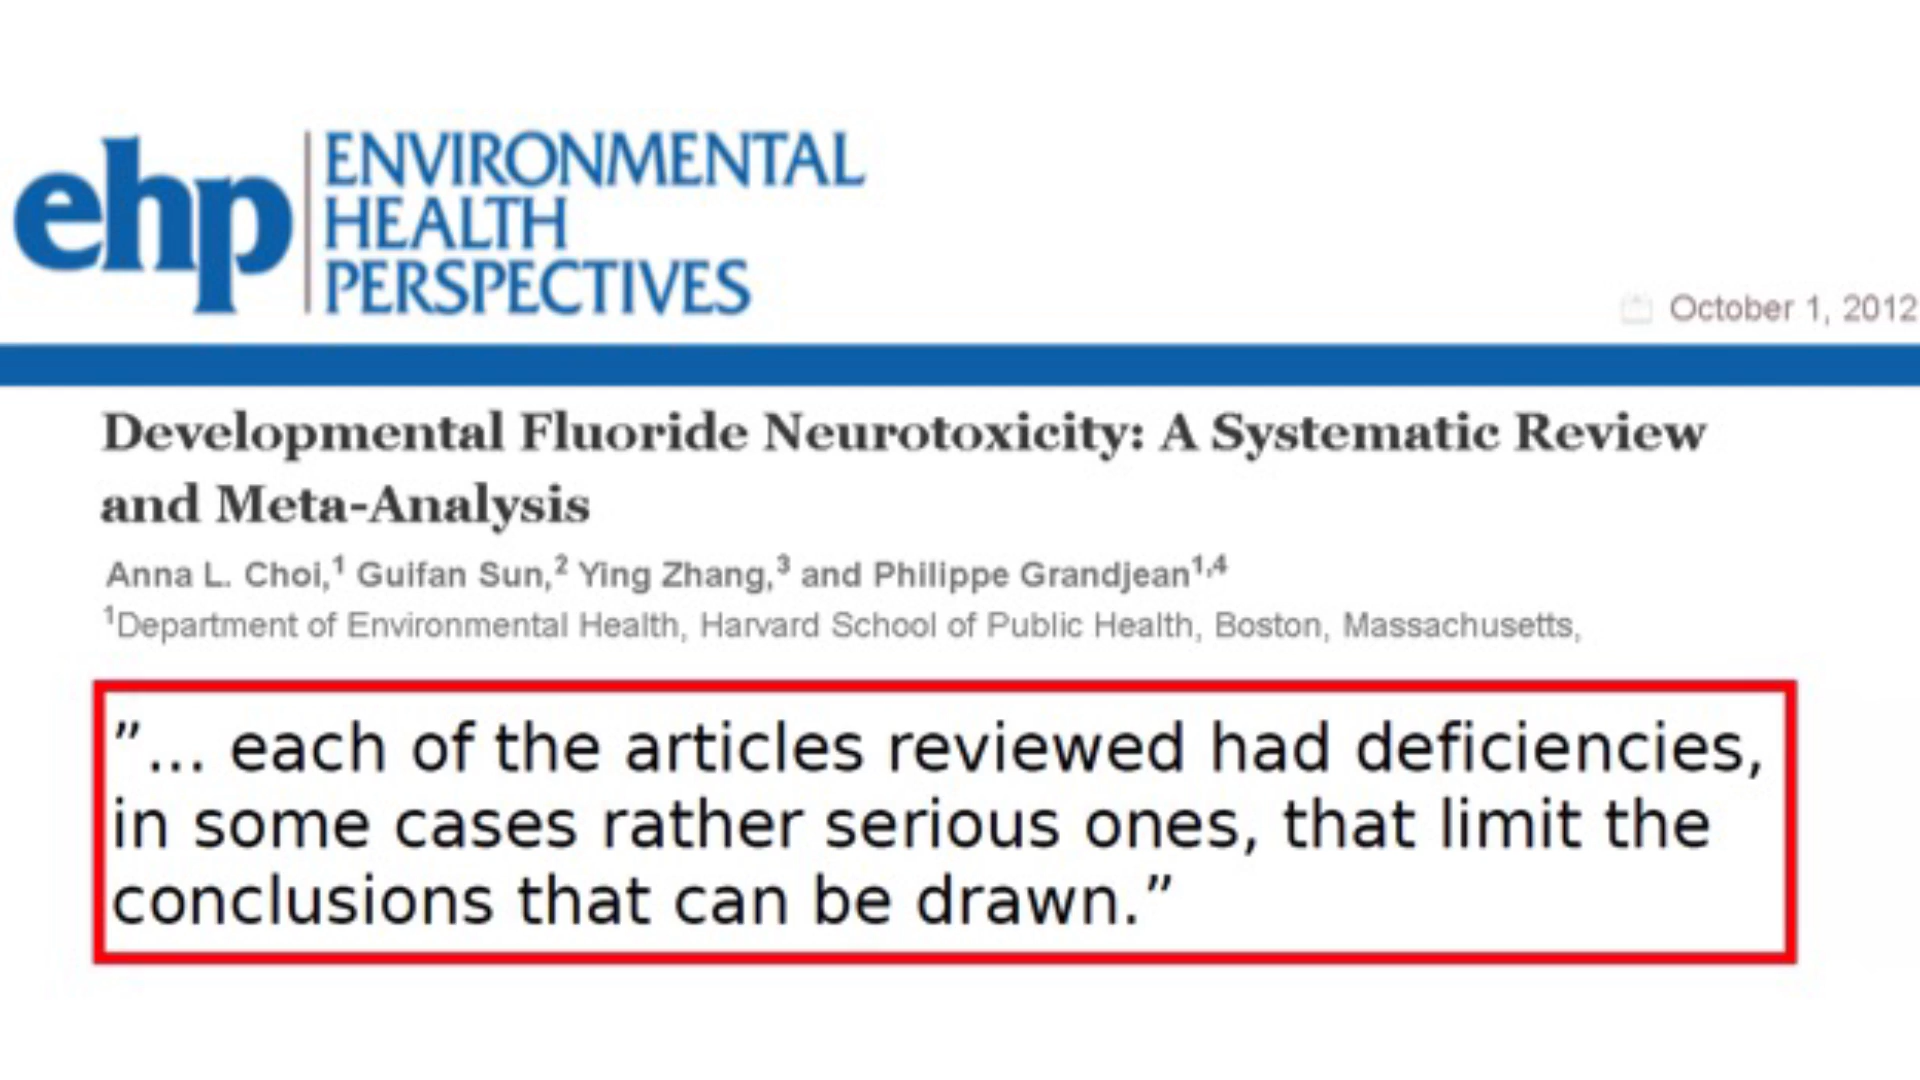 ehp
ENVIRONMENTAL
HEALTH
PERSPECTIVES
October 1, 2012
Developmental Fluoride Neurotoxicity: A Systematic Review
and Meta-Analysis
Anna L. Choi,¹ Guifan Sun,² Ying Zhang,³ and Philippe Grandjean¹,⁴
¹Department of Environmental Health, Harvard School of Public Health, Boston, Massachusetts,
”... each of the articles reviewed had deficiencies,
in some cases rather serious ones, that limit the
conclusions that can be drawn.”